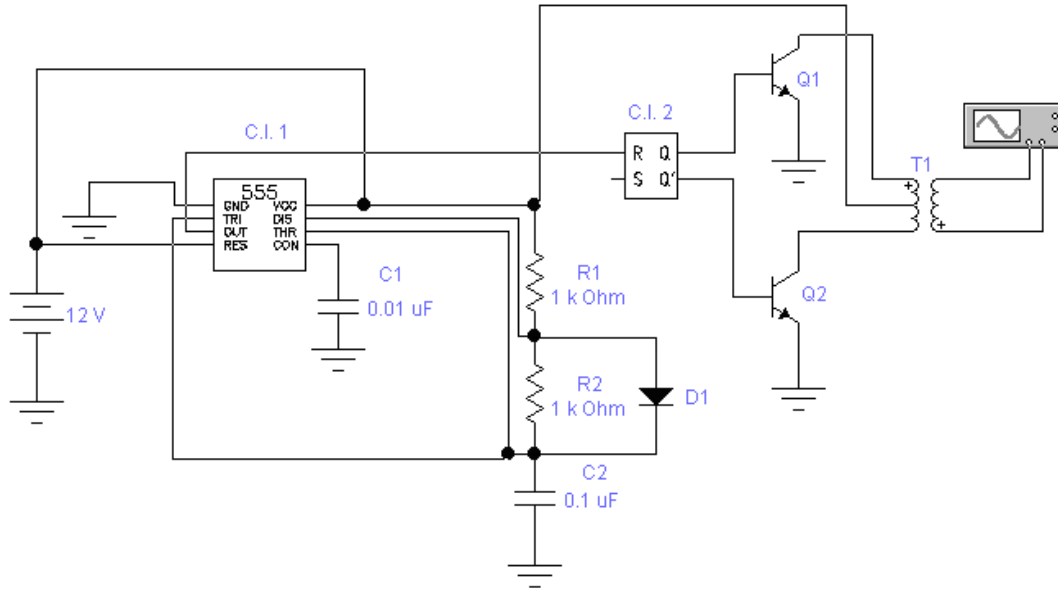 C.I. 1
555
GND VCC
TRI DIS
OUT THR
RES CON
12 V
C1
0.01 uF
R1
1 k Ohm
R2
1 k Ohm
D1
C2
0.1 uF
C.I. 2
R Q
S Q'
Q1
Q2
T1